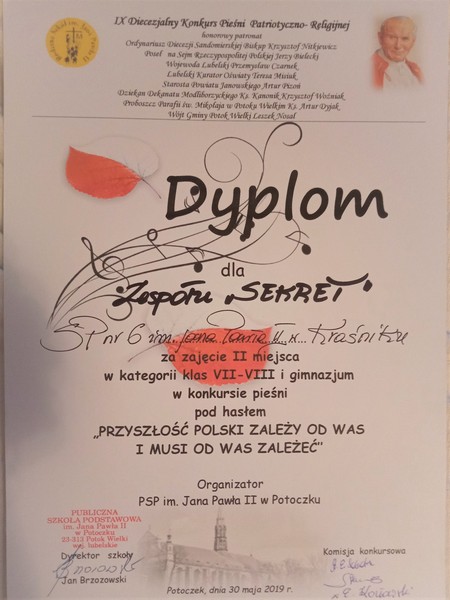 IX Diecezjalny Konkurs Pieśni Patriotyczno- Religijnej
honorowy patronat
Ordynariusz Diecezji Sandomierskiej Biskup Krzysztof Nitkiewicz
Poseł na Sejm Rzeczypospolitej Polskiej Jerzy Bielecki
Wojewoda Lubelski Przemysław Czarnek
Lubelski Kurator Oświaty Teresa Misiuk
Starosta Powiatu Janowskiego Artur Pizoń
Dziekan Dekanatu Modliborzyckiego Ks. Kanonik Krzysztof Woźniak
Proboszcz Parafii św. Mikołaja w Potoku Wielkim Ks. Artur Dyjak
Wójt Gminy Potok Wielki Leszek Nosal
Dyplom
dla
Zespołu „SEKRET"
SP nr 6 im. Jana Pawła II w Kraśniku
za zajęcie II miejsca
w kategorii klas VII-VIII i gimnazjum
w konkursie pieśni
pod hasłem
„PRZYSZŁOŚĆ POLSKI ZALEŻY OD WAS
I MUSI OD WAS ZALEŻEĆ"
Organizator
PSP im. Jana Pawła II w Potoczku
PUBLICZNA
SZKOŁA PODSTAWOWA
im. Jana Pawła II
w Potoczku
23-313 Potok Wielki
woj. lubelskie
Dyrektor szkoły
Jan Brzozowski
Komisja konkursowa
Potoczek, dnia 30 maja 2019 r.